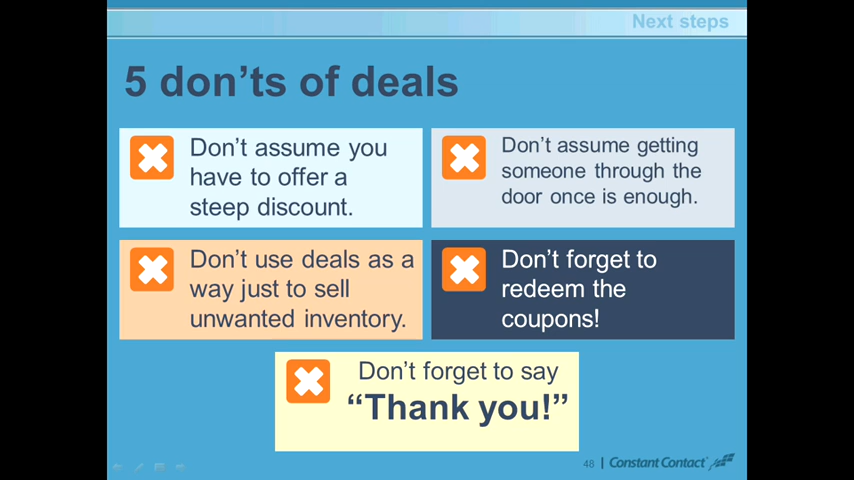 Next steps
5 don’ts of deals
Don’t assume you
have to offer a
steep discount.
Don’t assume getting
someone through the
door once is enough.
Don’t use deals as a
way just to sell
unwanted inventory.
Don’t forget to
redeem the
coupons!
Don’t forget to say
“Thank you!”
48 | Constant Contact